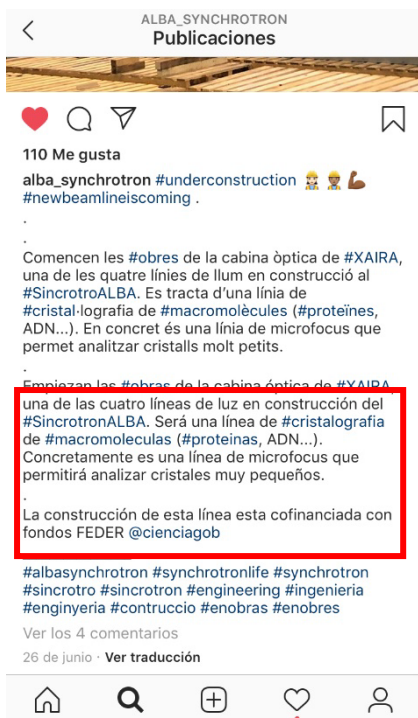 ALBA_SYNCHROTRON
Publicaciones
110 Me gusta
alba_synchrotron #underconstruction 👷🏼‍♀️👷🏽💪🏾
#newbeamlineiscoming .
.
.
Comencen les #obres de la cabina òptica de #XAIRA,
una de les quatre línies de llum en construcció al
#SincrotroALBA. Es tracta d'una línia de
#cristal·lografia de #macromolècules (#proteïnes,
ADN...). En concret és una línia de microfocus que
permet analitzar cristalls molt petits.
.
Empiezan las #obras de la cabina óptica de #XAIRA,
una de las cuatro líneas de luz en construcción del
#SincrotronALBA. Será una línea de #cristalografia
de #macromoleculas (#proteinas, ADN...).
Concretamente es una línea de microfocus que
permitirá analizar cristales muy pequeños.
.
La construcción de esta línea esta cofinanciada con
fondos FEDER @cienciagob
#albasynchrotron #synchrotronlife #synchrotron
#sincrotro #sincrotron #engineering #ingenieria
#enginyeria #contruccio #enobras #enobres
Ver los 4 comentarios
26 de junio · Ver traducción